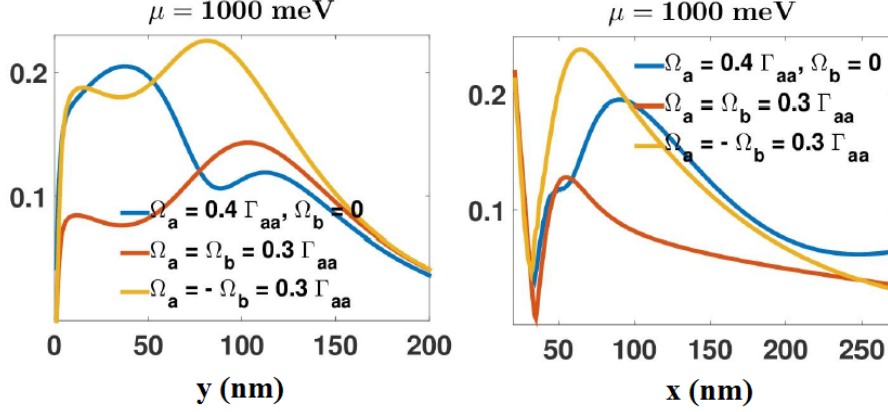 μ = 1000 meV
0.2
0.1
Ωa = 0.4 Γaa, Ωb = 0
Ωa = Ωb = 0.3 Γaa
Ωa = - Ωb = 0.3 Γaa
0 50 100 150 200
y (nm)
μ = 1000 meV
Ωa = 0.4 Γaa, Ωb = 0
Ωa = Ωb = 0.3 Γaa
Ωa = - Ωb = 0.3 Γaa
0.2
0.1
50 100 150 200 250
x (nm)